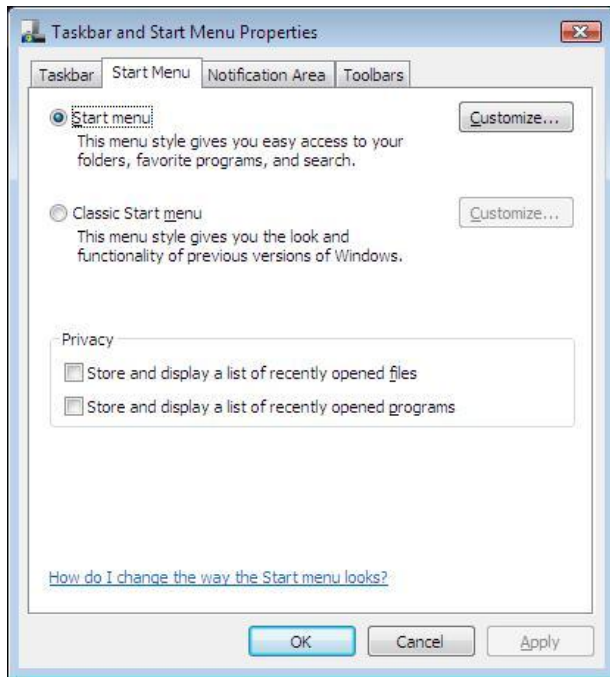 Taskbar and Start Menu Properties
Taskbar Start Menu Notification Area Toolbars
Start menu Customize...
This menu style gives you easy access to your
folders, favorite programs, and search.
Classic Start menu Customize...
This menu style gives you the look and
functionality of previous versions of Windows.
Privacy
Store and display a list of recently opened files
Store and display a list of recently opened programs
How do I change the way the Start menu looks?
OK Cancel Apply